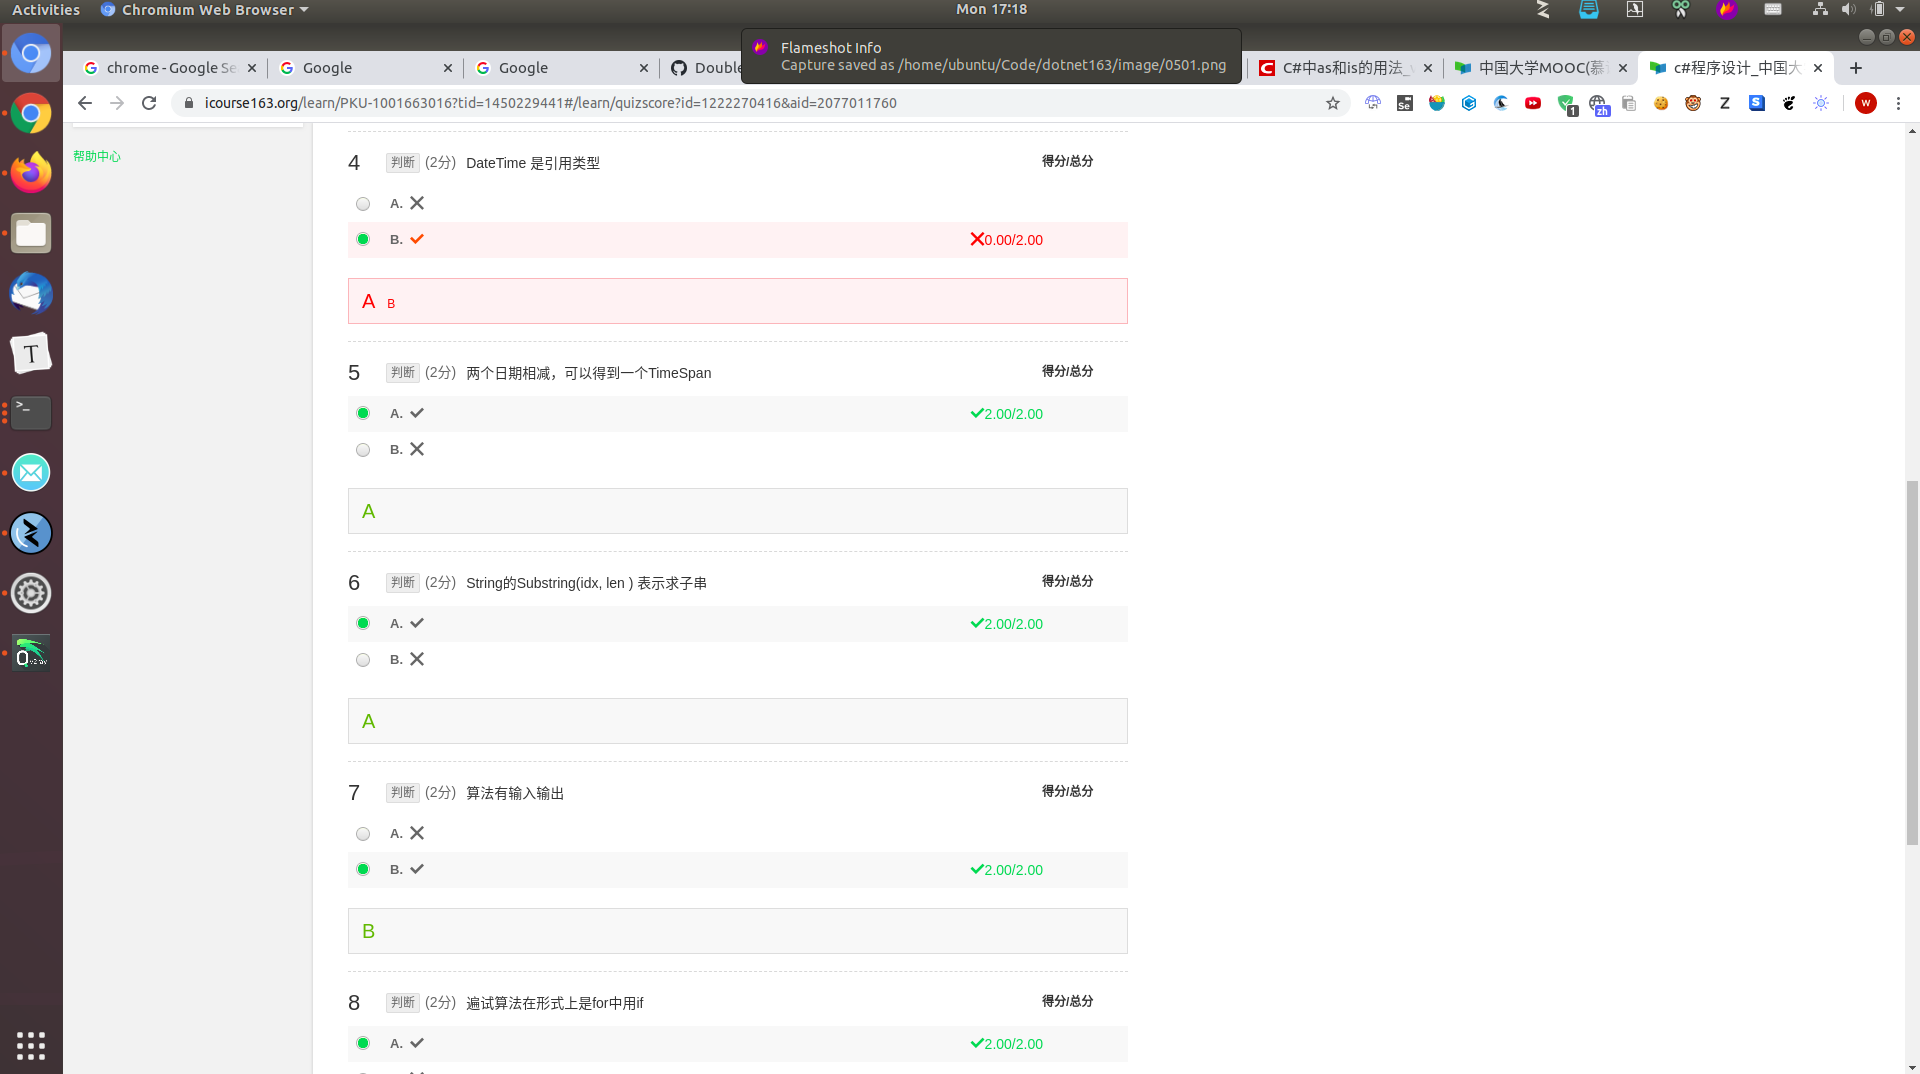 Activities
Chromium Web Browser
Mon 17:18
Flameshot Info
Capture saved as /home/ubuntu/Code/dotnet163/image/0501.png
chrome - Google Se
Google
Google
Double
C#中as和is的用法_
中国大学MOOC(慕
c#程序设计_中国大
icourse163.org/learn/PKU-1001663016?tid=1450229441#/learn/quizscore?id=1222270416&aid=2077011760
帮助中心
4 判断 (2分) DateTime 是引用类型 得分/总分
A.
B. 0.00/2.00
A B
5 判断 (2分) 两个日期相减，可以得到一个TimeSpan 得分/总分
A. 2.00/2.00
B.
A
6 判断 (2分) String的Substring(idx, len ) 表示求子串 得分/总分
A. 2.00/2.00
B.
A
7 判断 (2分) 算法有输入输出 得分/总分
A.
B. 2.00/2.00
B
8 判断 (2分) 遍试算法在形式上是for中用if 得分/总分
A. 2.00/2.00